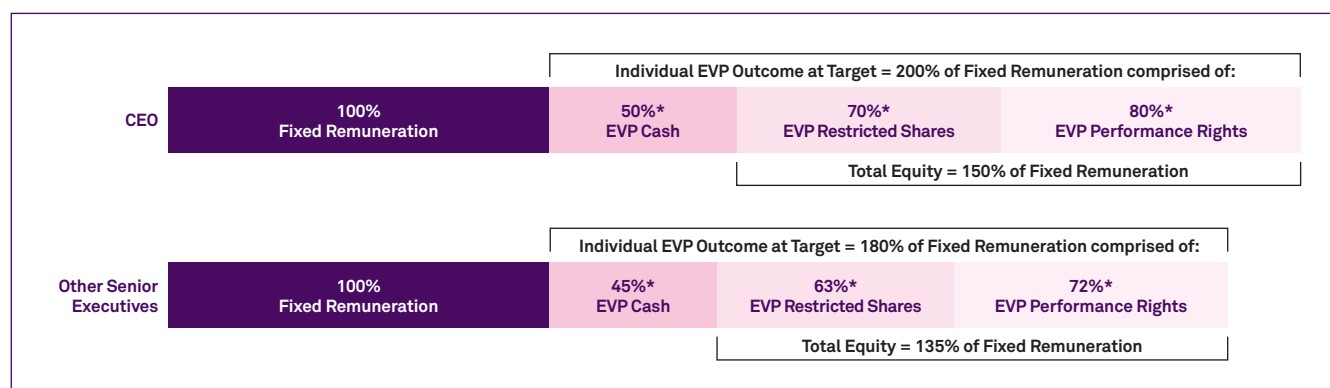 Individual EVP Outcome at Target = 200% of Fixed Remuneration comprised of:
CEO
100%
Fixed Remuneration
50%*
EVP Cash
70%*
EVP Restricted Shares
80%*
EVP Performance Rights
Total Equity = 150% of Fixed Remuneration
Individual EVP Outcome at Target = 180% of Fixed Remuneration comprised of:
Other Senior
Executives
100%
Fixed Remuneration
45%*
EVP Cash
63%*
EVP Restricted Shares
72%*
EVP Performance Rights
Total Equity = 135% of Fixed Remuneration